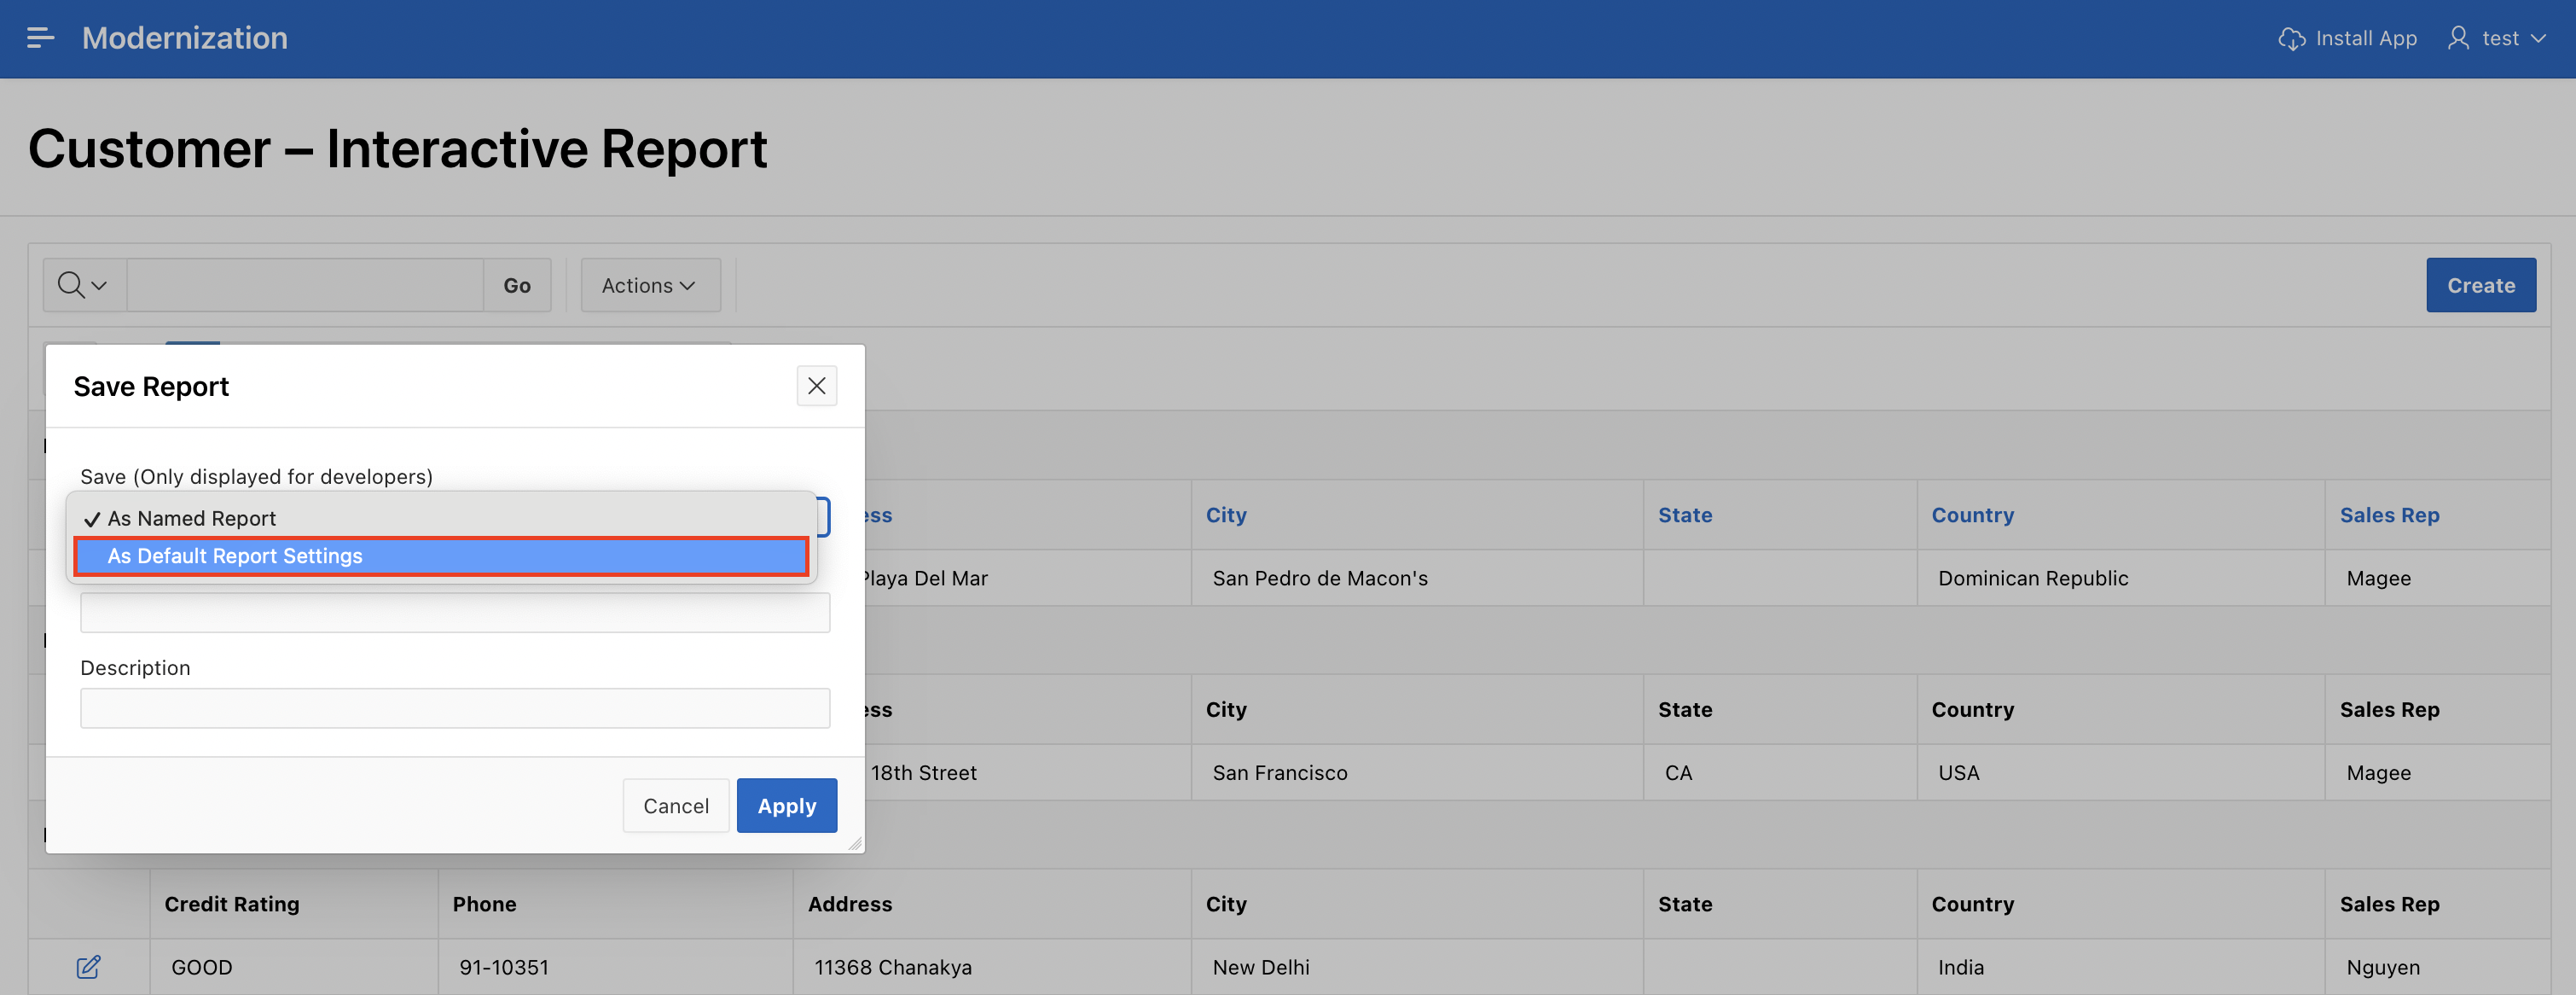 Modernization
Install App
test
Customer – Interactive Report
Go
Actions
Create
Save Report
Save (Only displayed for developers)
✓ As Named Report
As Default Report Settings
Description
Cancel
Apply
City
State
Country
Sales Rep
Playa Del Mar
San Pedro de Macon's
Dominican Republic
Magee
City
State
Country
Sales Rep
18th Street
San Francisco
CA
USA
Magee
Credit Rating
Phone
Address
City
State
Country
Sales Rep
GOOD
91-10351
11368 Chanakya
New Delhi
India
Nguyen